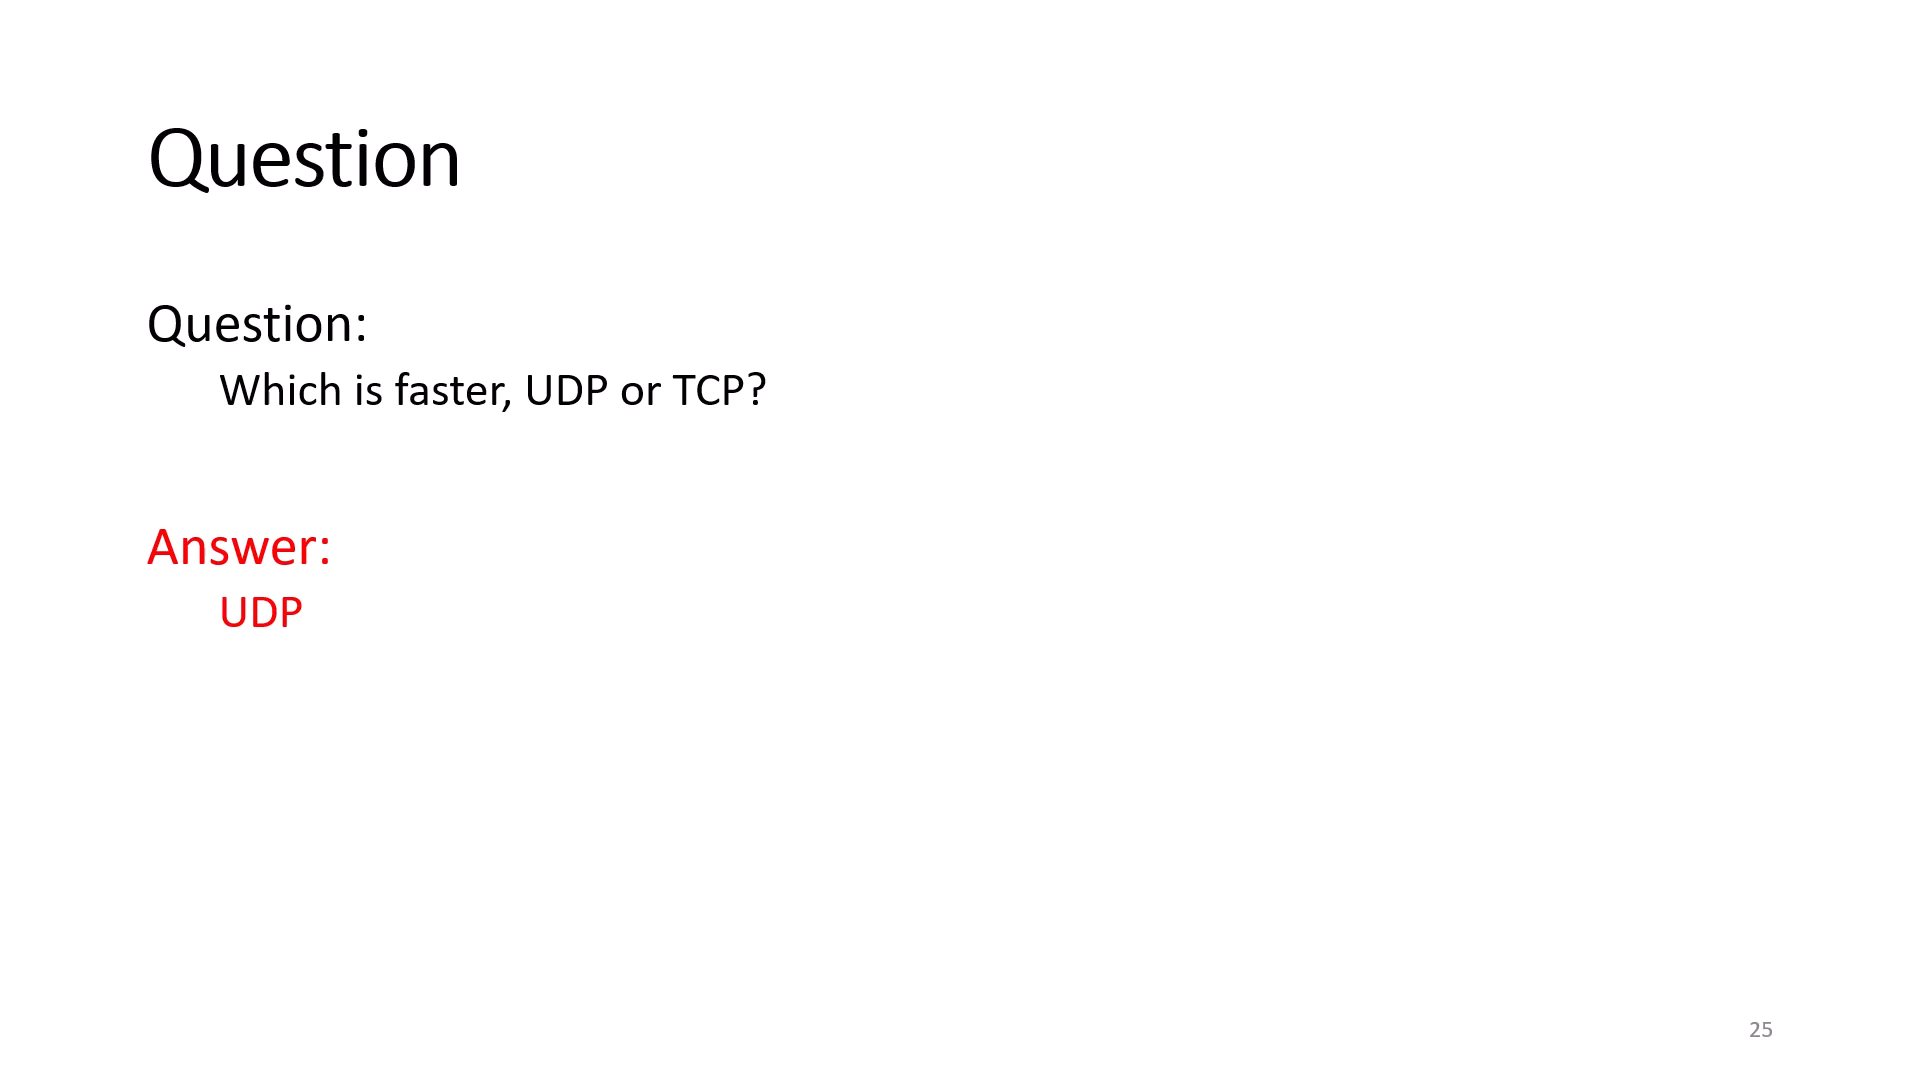 Question
Question:
Which is faster, UDP or TCP?
Answer:
UDP
25